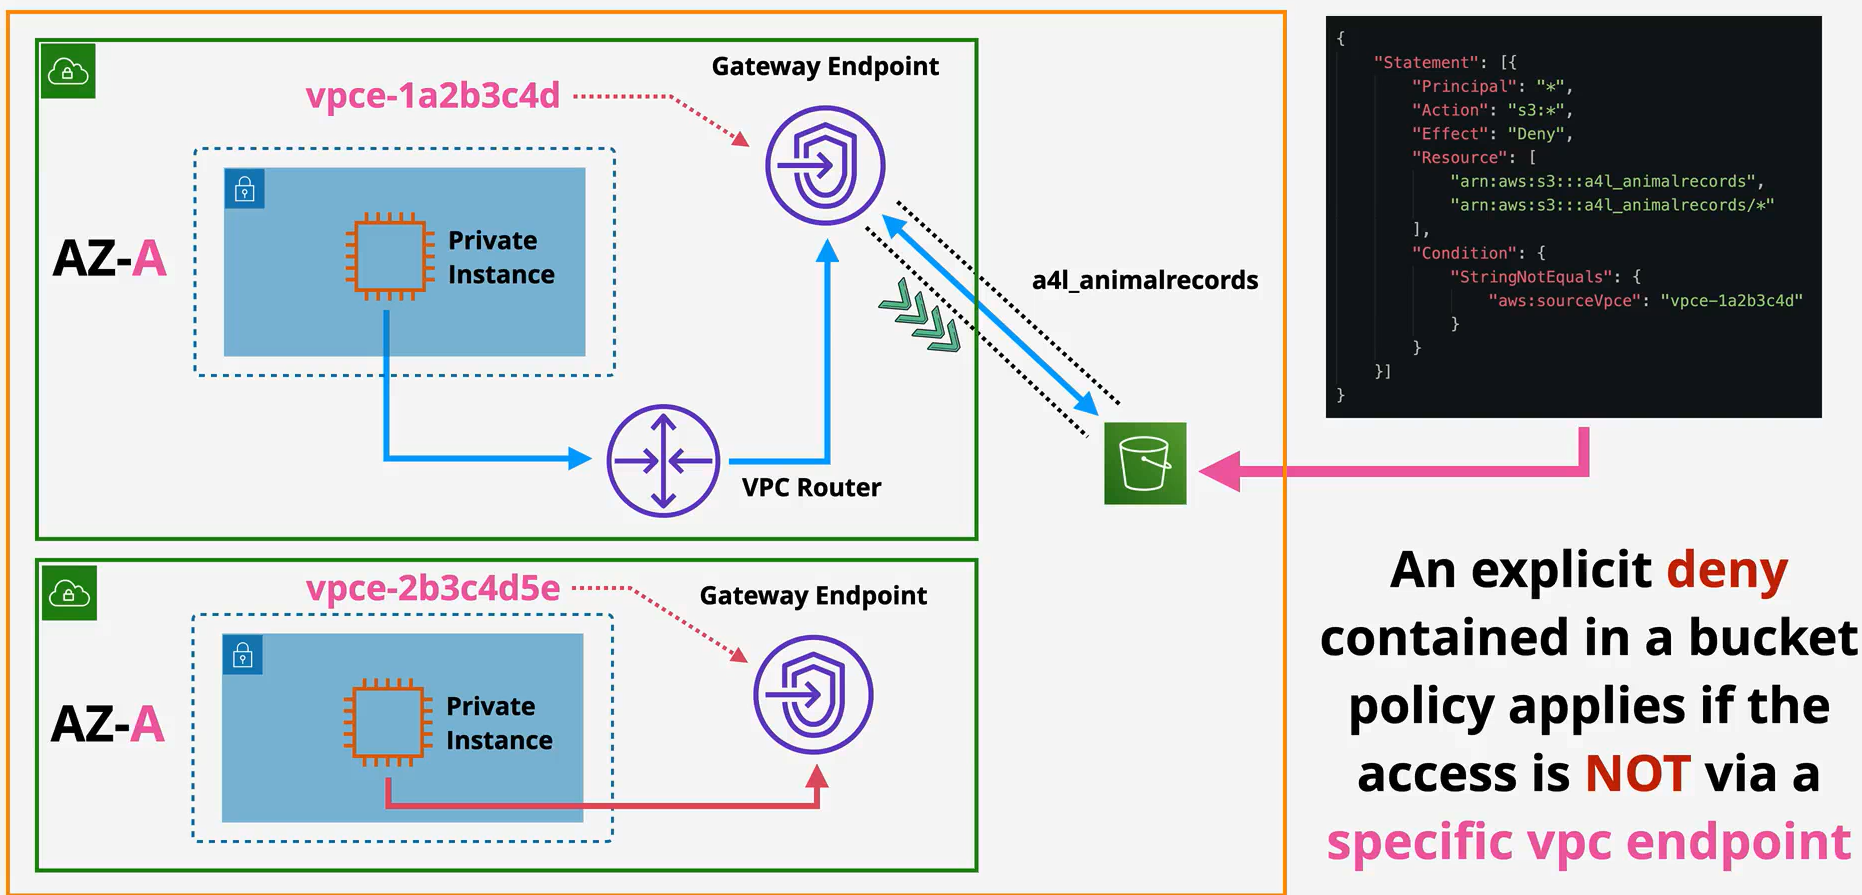 Gateway Endpoint
vpce-1a2b3c4d
AZ-A
Private
Instance
VPC Router
a4l_animalrecords
vpce-2b3c4d5e
Gateway Endpoint
AZ-A
Private
Instance
{
"Statement": [{
"Principal": "*",
"Action": "s3:*",
"Effect": "Deny",
"Resource": [
"arn:aws:s3:::a4l_animalrecords",
"arn:aws:s3:::a4l_animalrecords/*"
],
"Condition": {
"StringNotEquals": {
"aws:sourceVpce": "vpce-1a2b3c4d"
}
}
}]
}
An explicit deny
contained in a bucket
policy applies if the
access is NOT via a
specific vpc endpoint